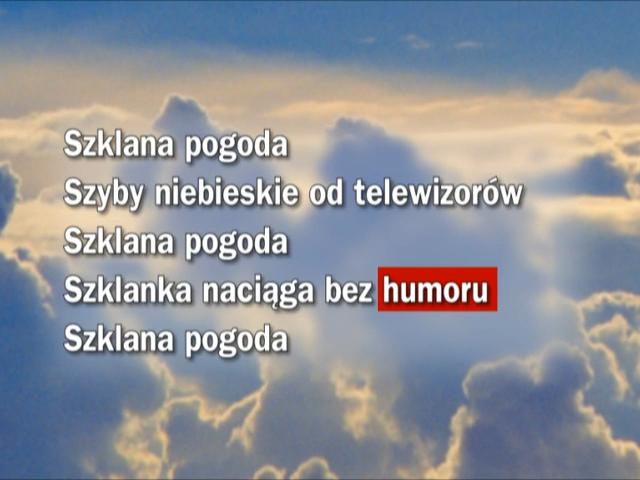 Szklana pogoda
Szyby niebieskie od telewizorów
Szklana pogoda
Szklanka naciąga bez humoru
Szklana pogoda